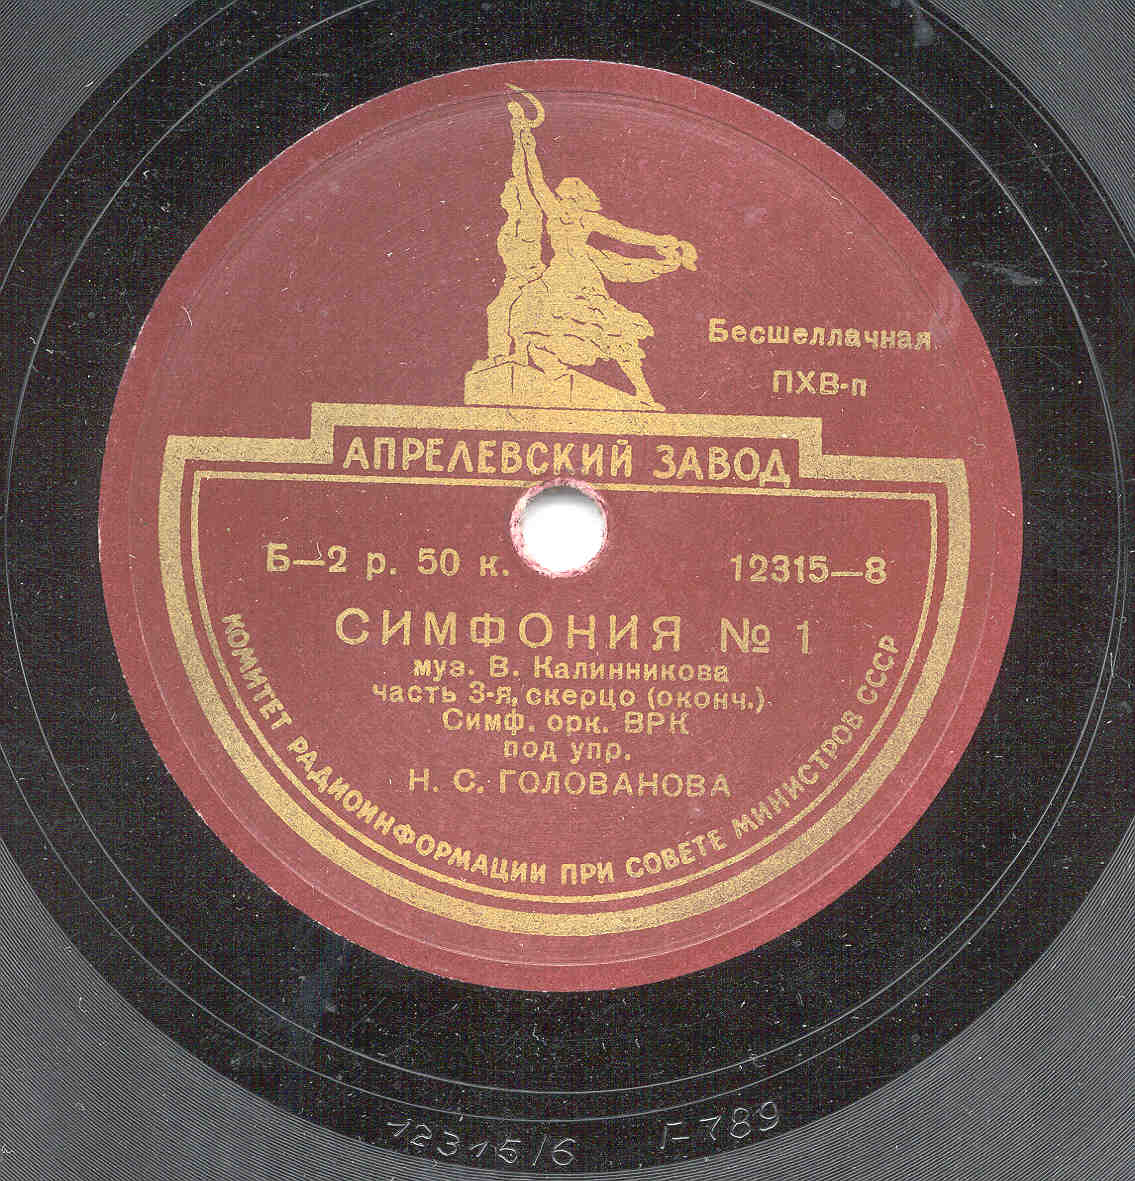 Бесшеллачная
ПХВ-п
АПРЕЛЕВСКИЙ ЗАВОД
Б—2 р. 50 к.
12315—8
СИМФОНИЯ № 1
муз. В. Калинникова
часть 3-я, скерцо (оконч.)
Симф. орк. ВРК
под упр.
Н. С. ГОЛОВАНОВА
КОМИТЕТ РАДИОИНФОРМАЦИИ ПРИ СОВЕТЕ МИНИСТРОВ СССР
12315/6 Г-789